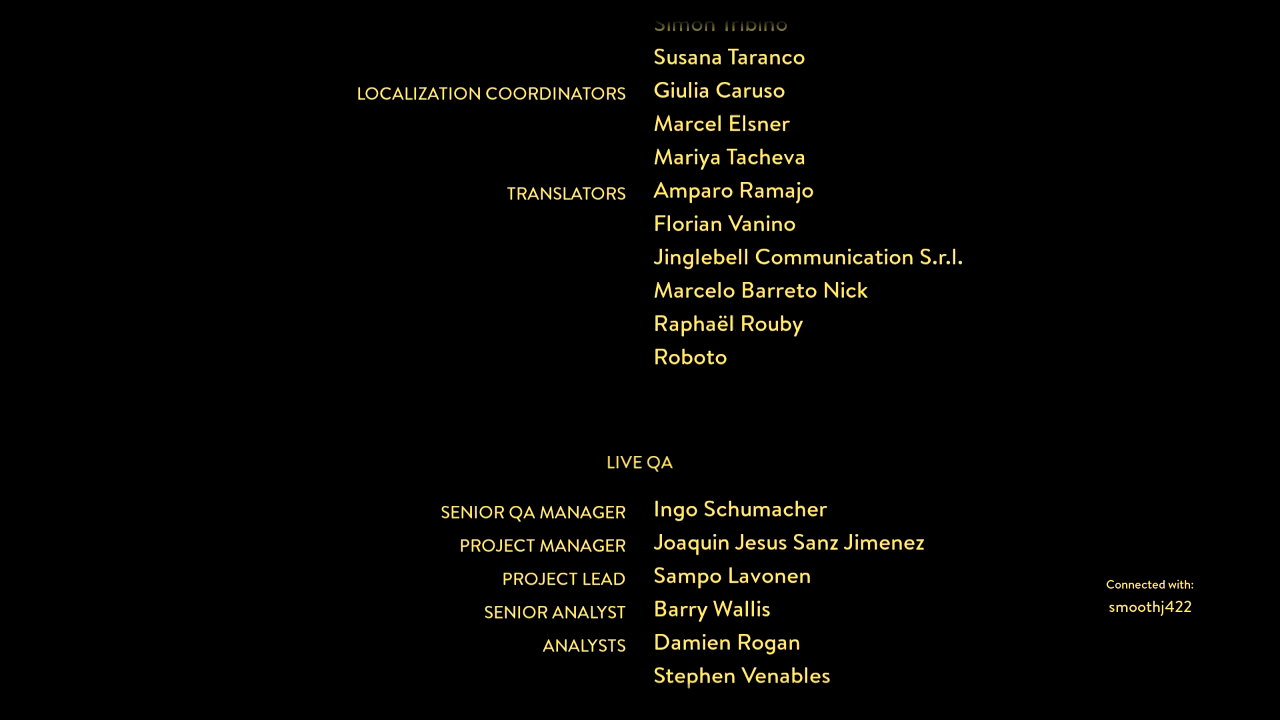 Simon Tribino
Susana Taranco
LOCALIZATION COORDINATORS Giulia Caruso
Marcel Elsner
Mariya Tacheva
TRANSLATORS Amparo Ramajo
Florian Vanino
Jinglebell Communication S.r.l.
Marcelo Barreto Nick
Raphaël Rouby
Roboto
LIVE QA
SENIOR QA MANAGER Ingo Schumacher
PROJECT MANAGER Joaquin Jesus Sanz Jimenez
PROJECT LEAD Sampo Lavonen
SENIOR ANALYST Barry Wallis
ANALYSTS Damien Rogan
Stephen Venables
Connected with:
smoothj422